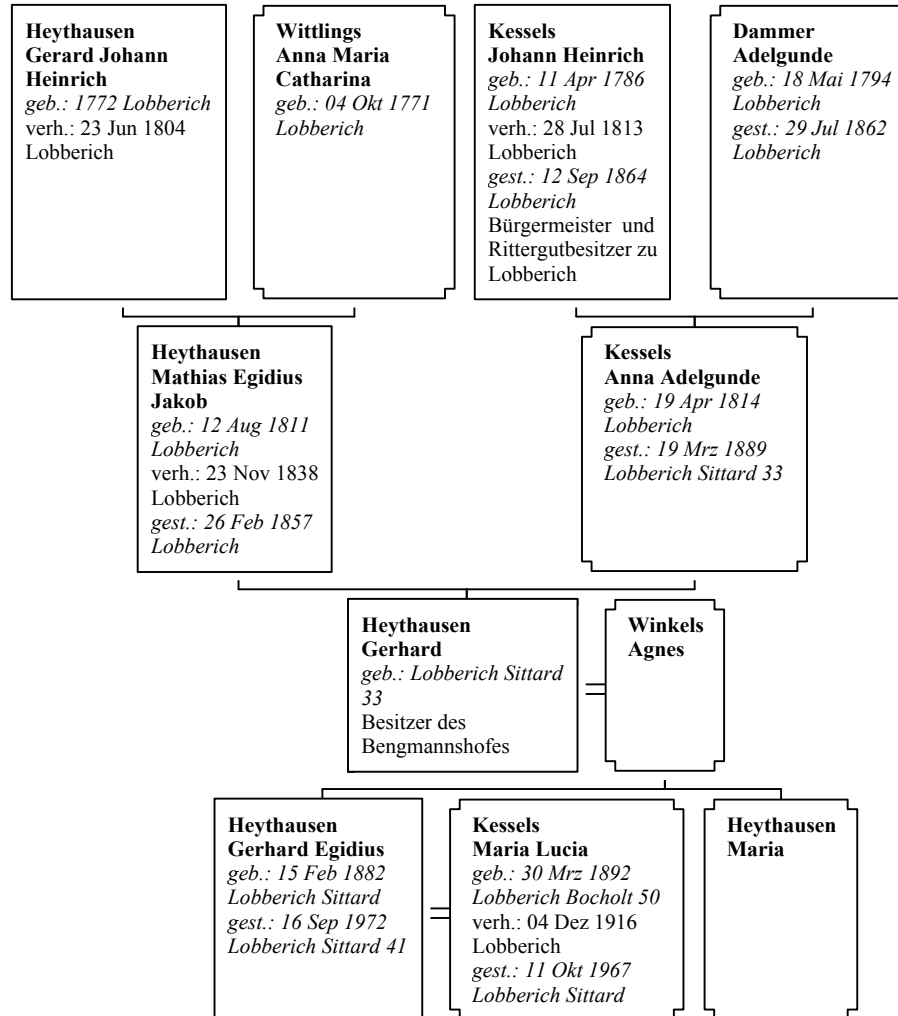 Heythausen
Gerard Johann
Heinrich
geb.: 1772 Lobberich
verh.: 23 Jun 1804
Lobberich
Wittlings
Anna Maria
Catharina
geb.: 04 Okt 1771
Lobberich
Kessels
Johann Heinrich
geb.: 11 Apr 1786
Lobberich
verh.: 28 Jul 1813
Lobberich
gest.: 12 Sep 1864
Lobberich
Bürgermeister und
Rittergutbesitzer zu
Lobberich
Dammer
Adelgunde
geb.: 18 Mai 1794
Lobberich
gest.: 29 Jul 1862
Lobberich
Heythausen
Mathias Egidius
Jakob
geb.: 12 Aug 1811
Lobberich
verh.: 23 Nov 1838
Lobberich
gest.: 26 Feb 1857
Lobberich
Kessels
Anna Adelgunde
geb.: 19 Apr 1814
Lobberich
gest.: 19 Mrz 1889
Lobberich Sittard 33
Heythausen
Gerhard
geb.: Lobberich Sittard
33
Besitzer des
Bengmannshofes
Winkels
Agnes
Heythausen
Gerhard Egidius
geb.: 15 Feb 1882
Lobberich Sittard
gest.: 16 Sep 1972
Lobberich Sittard 41
Kessels
Maria Lucia
geb.: 30 Mrz 1892
Lobberich Bocholt 50
verh.: 04 Dez 1916
Lobberich
gest.: 11 Okt 1967
Lobberich Sittard
Heythausen
Maria